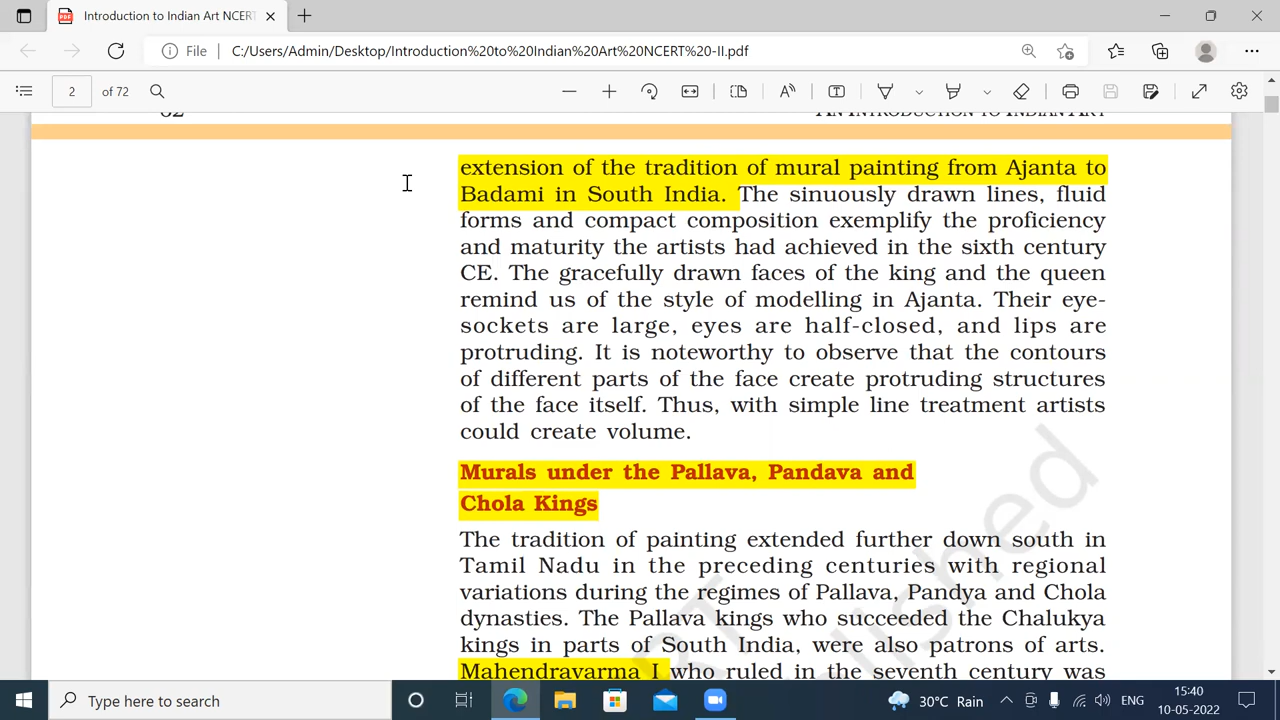 Introduction to Indian Art NCERT
File C:/Users/Admin/Desktop/Introduction%20to%20Indian%20Art%20NCERT%20-II.pdf
2 of 72
62 AN INTRODUCTION TO INDIAN ART
extension of the tradition of mural painting from Ajanta to
Badami in South India. The sinuously drawn lines, fluid
forms and compact composition exemplify the proficiency
and maturity the artists had achieved in the sixth century
CE. The gracefully drawn faces of the king and the queen
remind us of the style of modelling in Ajanta. Their eye-
sockets are large, eyes are half-closed, and lips are
protruding. It is noteworthy to observe that the contours
of different parts of the face create protruding structures
of the face itself. Thus, with simple line treatment artists
could create volume.
Murals under the Pallava, Pandava and
Chola Kings
The tradition of painting extended further down south in
Tamil Nadu in the preceding centuries with regional
variations during the regimes of Pallava, Pandya and Chola
dynasties. The Pallava kings who succeeded the Chalukya
kings in parts of South India, were also patrons of arts.
Mahendravarma I who ruled in the seventh century was
Type here to search
30°C Rain ENG 15:40
10-05-2022